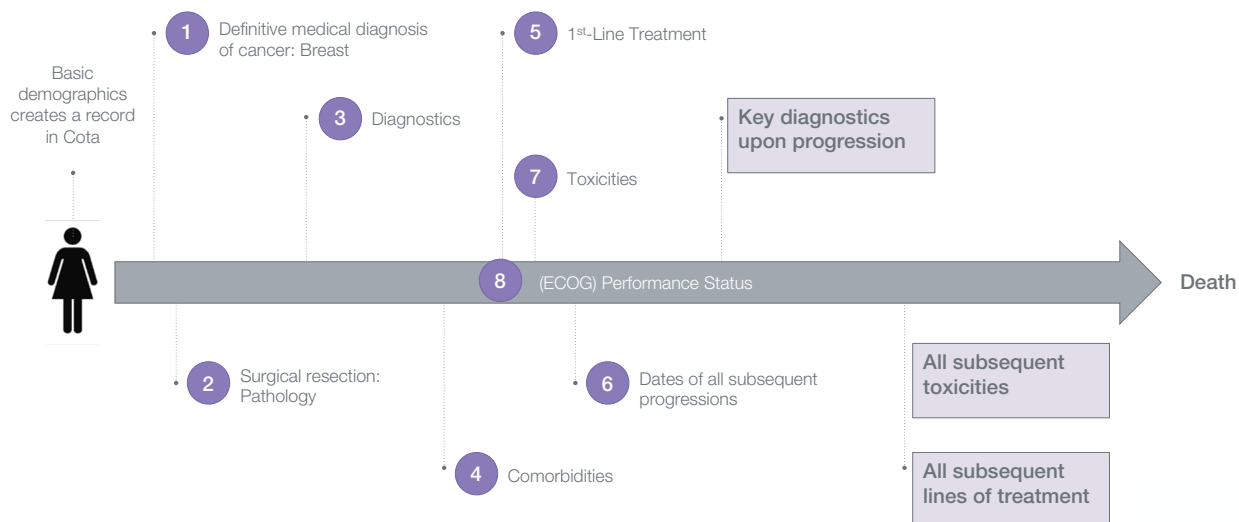 Basic
demographics
creates a record
in Cota
1
Definitive medical diagnosis
of cancer: Breast
3
Diagnostics
5
1st-Line Treatment
7
Toxicities
Key diagnostics
upon progression
8
(ECOG) Performance Status
Death
2
Surgical resection:
Pathology
4
Comorbidities
6
Dates of all subsequent
progressions
All subsequent
toxicities
All subsequent
lines of treatment